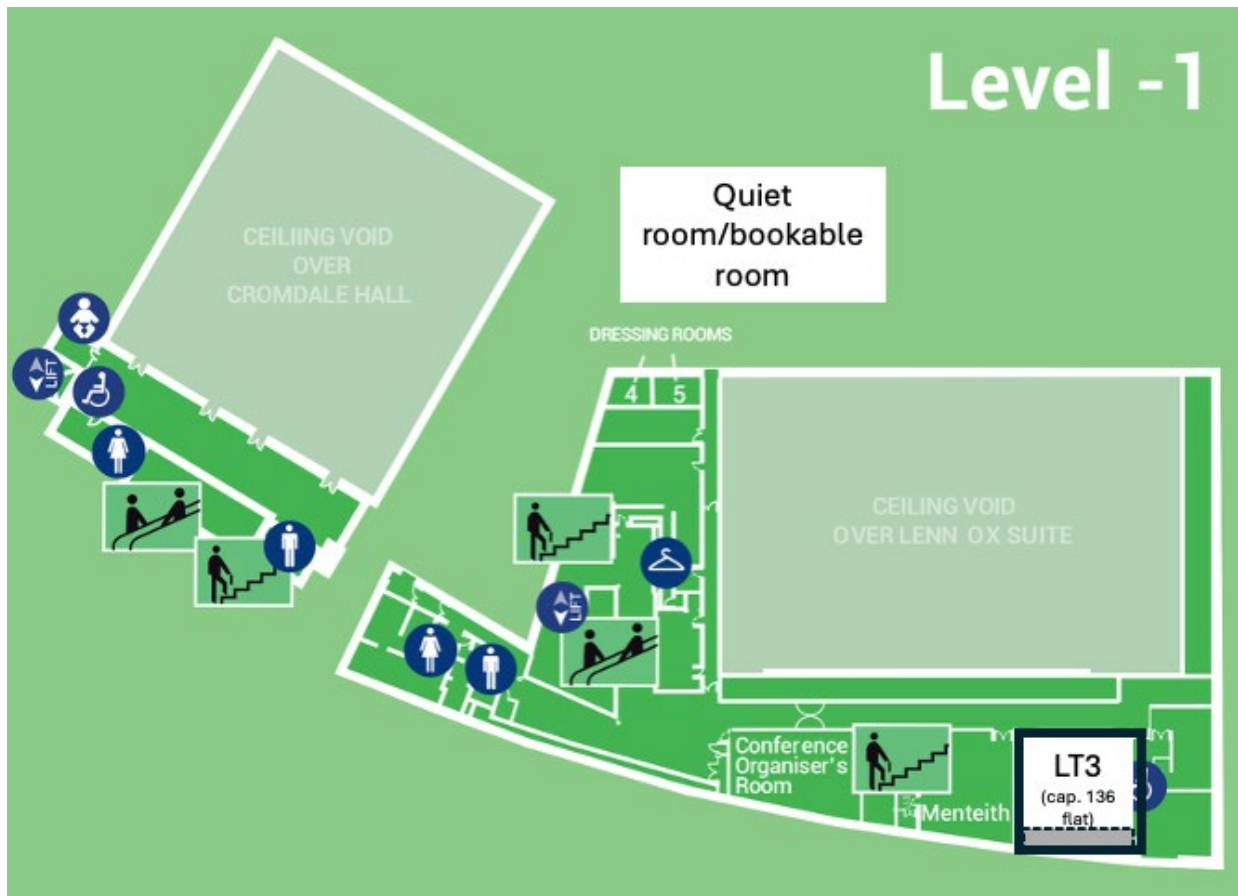 Level -1
Quiet
room/bookable
room
CEILIING VOID
OVER
CROMDALE HALL
DRESSING ROOMS
4 5
LIFT
CEILING VOID
OVER LENN OX SUITE
LIFT
Conference
Organiser's
Room
Menteith
LT3
(cap. 136
flat)